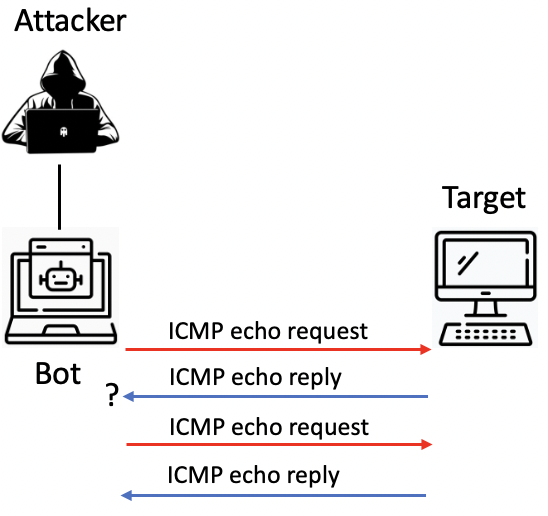 Attacker
Target
ICMP echo request
Bot
ICMP echo reply
?
ICMP echo request
ICMP echo reply